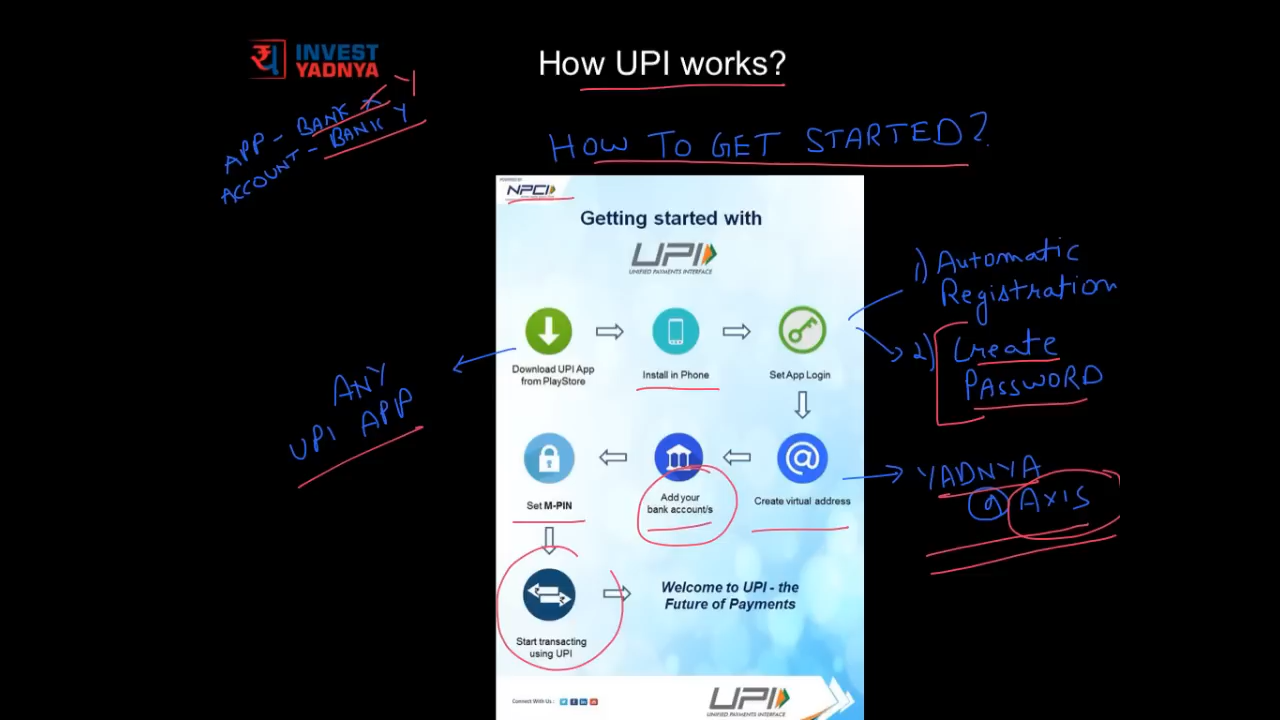 INVEST
YADNYA
How UPI works?
APP - BANK X Y
ACCOUNT - BANK Y
HOW TO GET STARTED?
POWERED BY
NPCI
Getting started with
UPI
UNIFIED PAYMENTS INTERFACE
1) Automatic
Registration
2) Create
PASSWORD
Download UPI App
from PlayStore
Install in Phone
Set App Login
ANY
UPI APP
Set M-PIN
Add your
bank account/s
Create virtual address
YADNYA
@ AXIS
Start transacting
using UPI
Welcome to UPI - the
Future of Payments
Connect With Us :
UPI
UNIFIED PAYMENTS INTERFACE